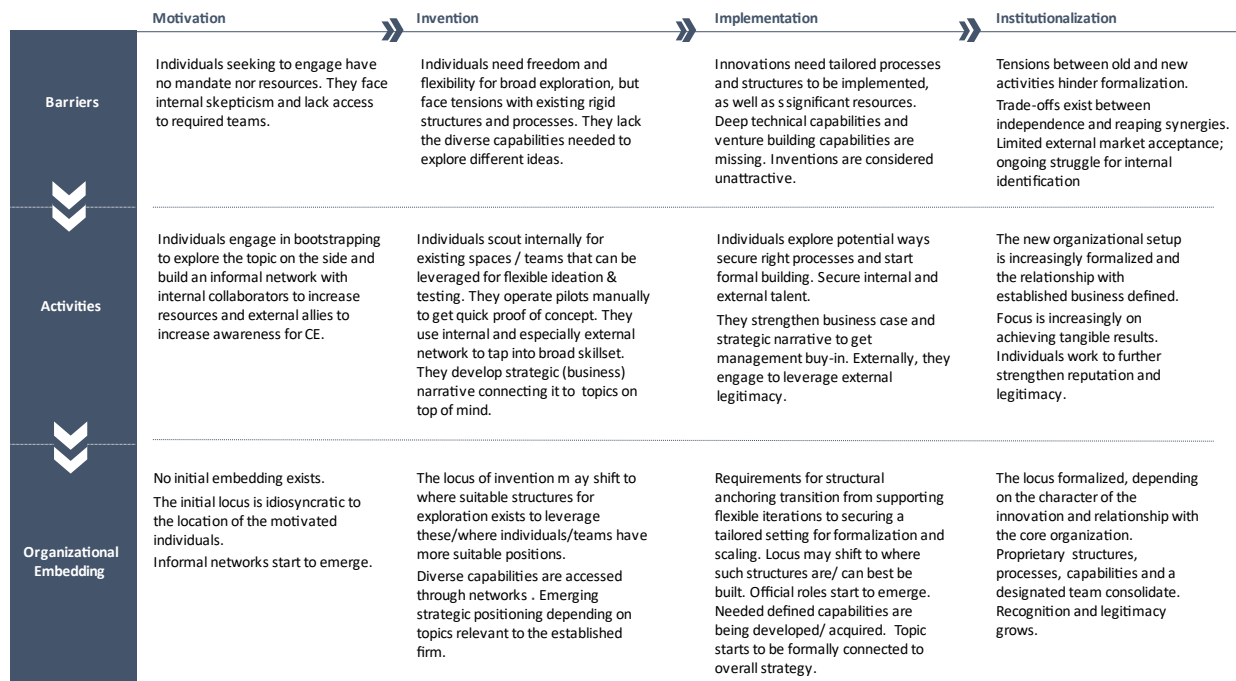 Motivation
Invention
Implementation
Institutionalization
Barriers
Individuals seeking to engage have
no mandate nor resources. They face
internal skepticism and lack access
to required teams.
Individuals need freedom and
flexibility for broad exploration, but
face tensions with existing rigid
structures and processes. They lack
the diverse capabilities needed to
explore different ideas.
Innovations need tailored processes
and structures to be implemented,
as well as s significant resources.
Deep technical capabilities and
venture building capabilities are
missing. Inventions are considered
unattractive.
Tensions between old and new
activities hinder formalization.
Trade-offs exist between
independence and reaping synergies.
Limited external market acceptance;
ongoing struggle for internal
identification
Activities
Individuals engage in bootstrapping
to explore the topic on the side and
build an informal network with
internal collaborators to increase
resources and external allies to
increase awareness for CE.
Individuals scout internally for
existing spaces / teams that can be
leveraged for flexible ideation &
testing. They operate pilots manually
to get quick proof of concept. They
use internal and especially external
network to tap into broad skillset.
They develop strategic (business)
narrative connecting it to topics on
top of mind.
Individuals explore potential ways
secure right processes and start
formal building. Secure internal and
external talent.
They strengthen business case and
strategic narrative to get
management buy-in. Externally, they
engage to leverage external
legitimacy.
The new organizational setup
is increasingly formalized and
the relationship with
established business defined.
Focus is increasingly on
achieving tangible results.
Individuals work to further
strengthen reputation and
legitimacy.
Organizational
Embedding
No initial embedding exists.
The initial locus is idiosyncratic to
the location of the motivated
individuals.
Informal networks start to emerge.
The locus of invention m ay shift to
where suitable structures for
exploration exists to leverage
these/where individuals/teams have
more suitable positions.
Diverse capabilities are accessed
through networks . Emerging
strategic positioning depending on
topics relevant to the established
firm.
Requirements for structural
anchoring transition from supporting
flexible iterations to securing a
tailored setting for formalization and
scaling. Locus may shift to where
such structures are/ can best be
built. Official roles start to emerge.
Needed defined capabilities are
being developed/ acquired. Topic
starts to be formally connected to
overall strategy.
The locus formalized, depending
on the character of the
innovation and relationship with
the core organization.
Proprietary structures,
processes, capabilities and a
designated team consolidate.
Recognition and legitimacy
grows.